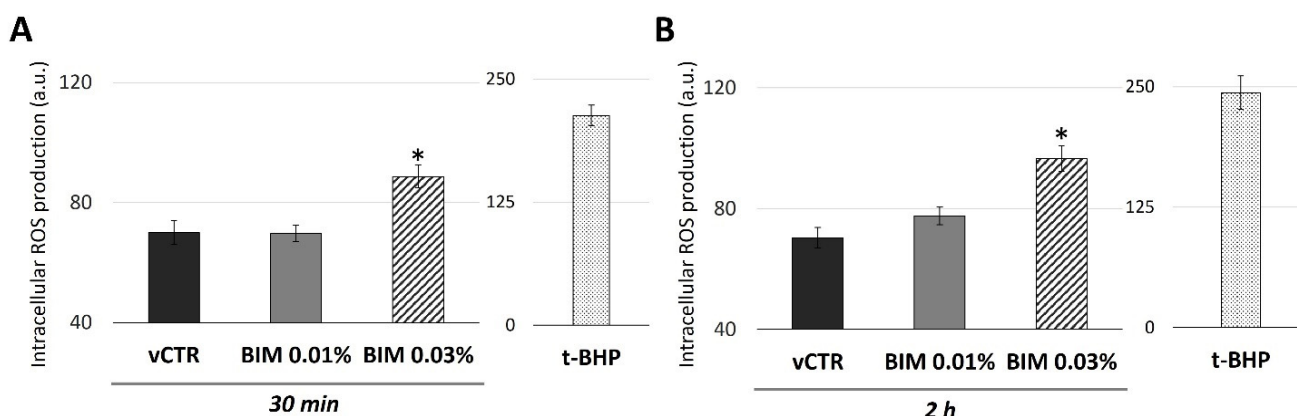 A
Intracellular ROS production (a.u.)
120
80
40
*
250
125
0
vCTR BIM 0.01% BIM 0.03% t-BHP
30 min
B
Intracellular ROS production (a.u.)
120
80
40
*
250
125
0
vCTR BIM 0.01% BIM 0.03% t-BHP
2 h